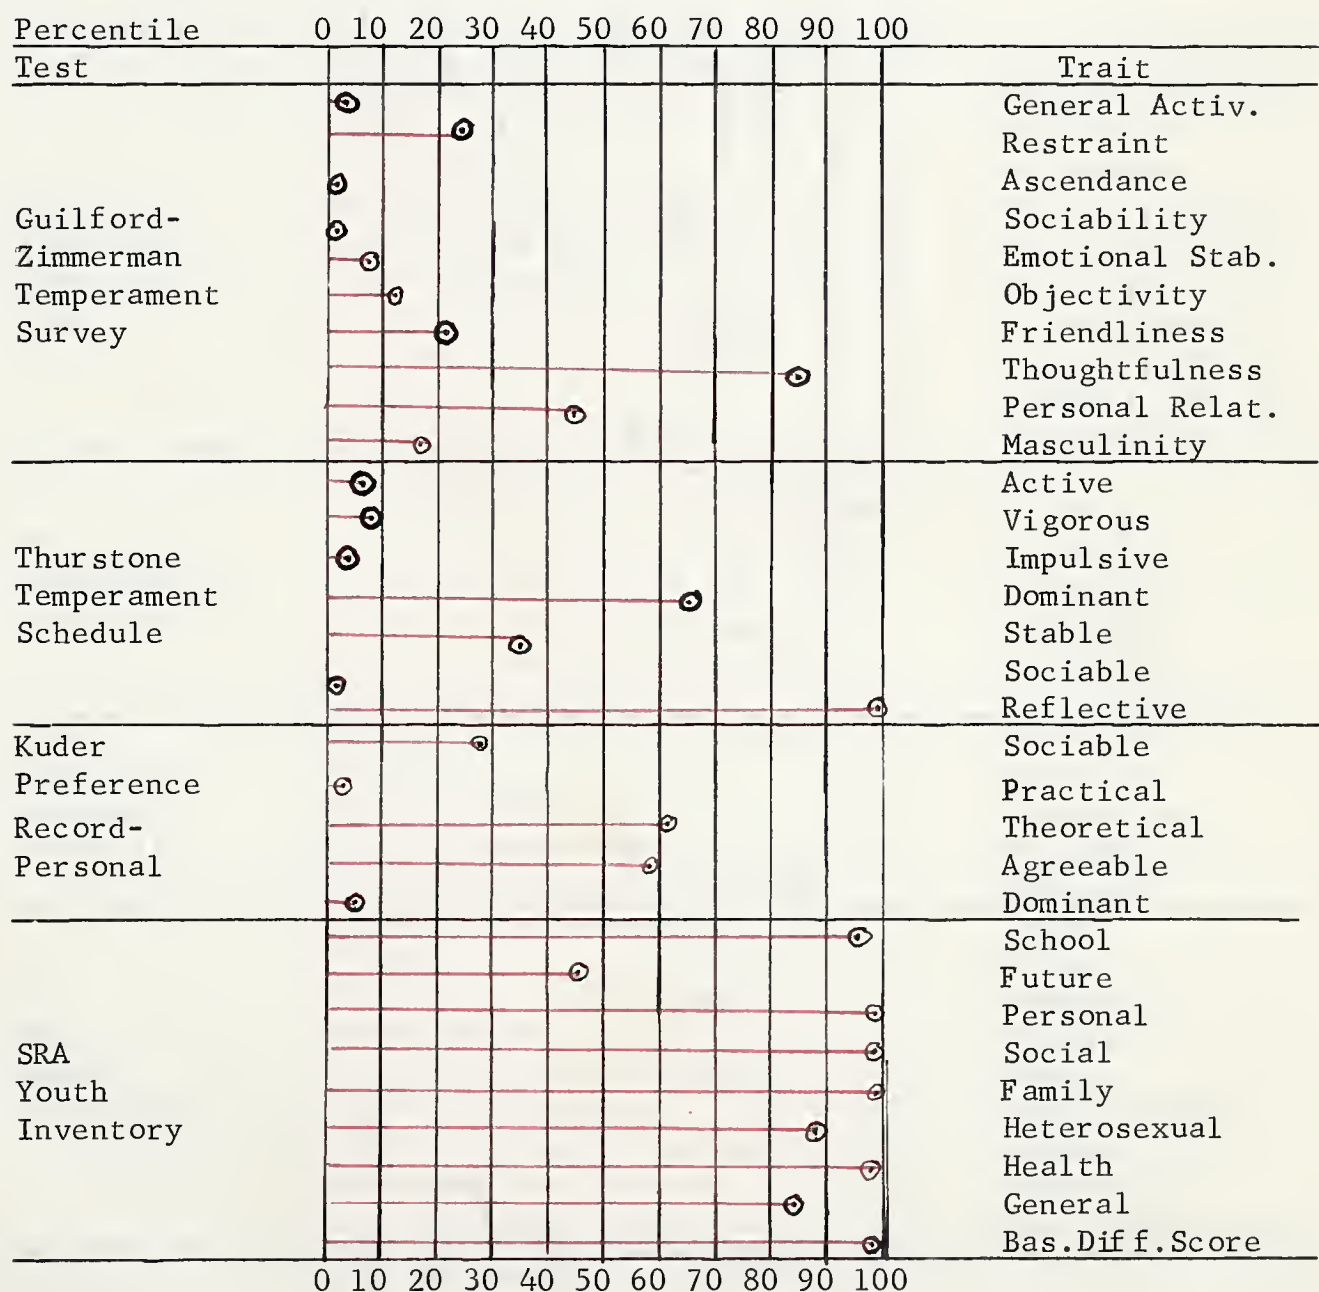 Percentile 0 10 20 30 40 50 60 70 80 90 100
Test Trait
General Activ.
Restraint
Ascendance
Guilford- Sociability
Zimmerman Emotional Stab.
Temperament Objectivity
Survey Friendliness
Thoughtfulness
Personal Relat.
Masculinity
Active
Vigorous
Thurstone Impulsive
Temperament Dominant
Schedule Stable
Sociable
Reflective
Kuder Sociable
Preference Practical
Record- Theoretical
Personal Agreeable
Dominant
School
Future
Personal
SRA Social
Youth Family
Inventory Heterosexual
Health
General
Bas.Diff.Score
0 10 20 30 40 50 60 70 80 90 100